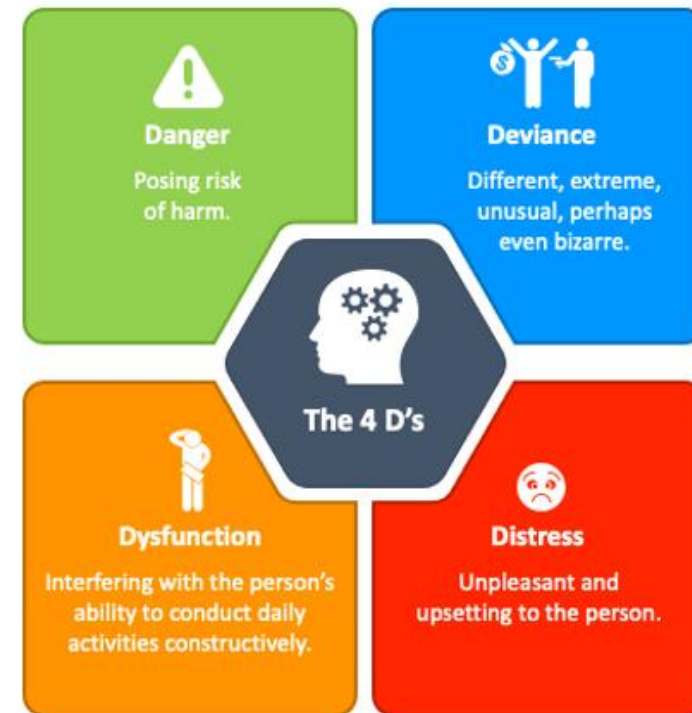 Danger
Posing risk
of harm.
$
Deviance
Different, extreme,
unusual, perhaps
even bizarre.
The 4 D's
Dysfunction
Interfering with the person's
ability to conduct daily
activities constructively.
Distress
Unpleasant and
upsetting to the person.